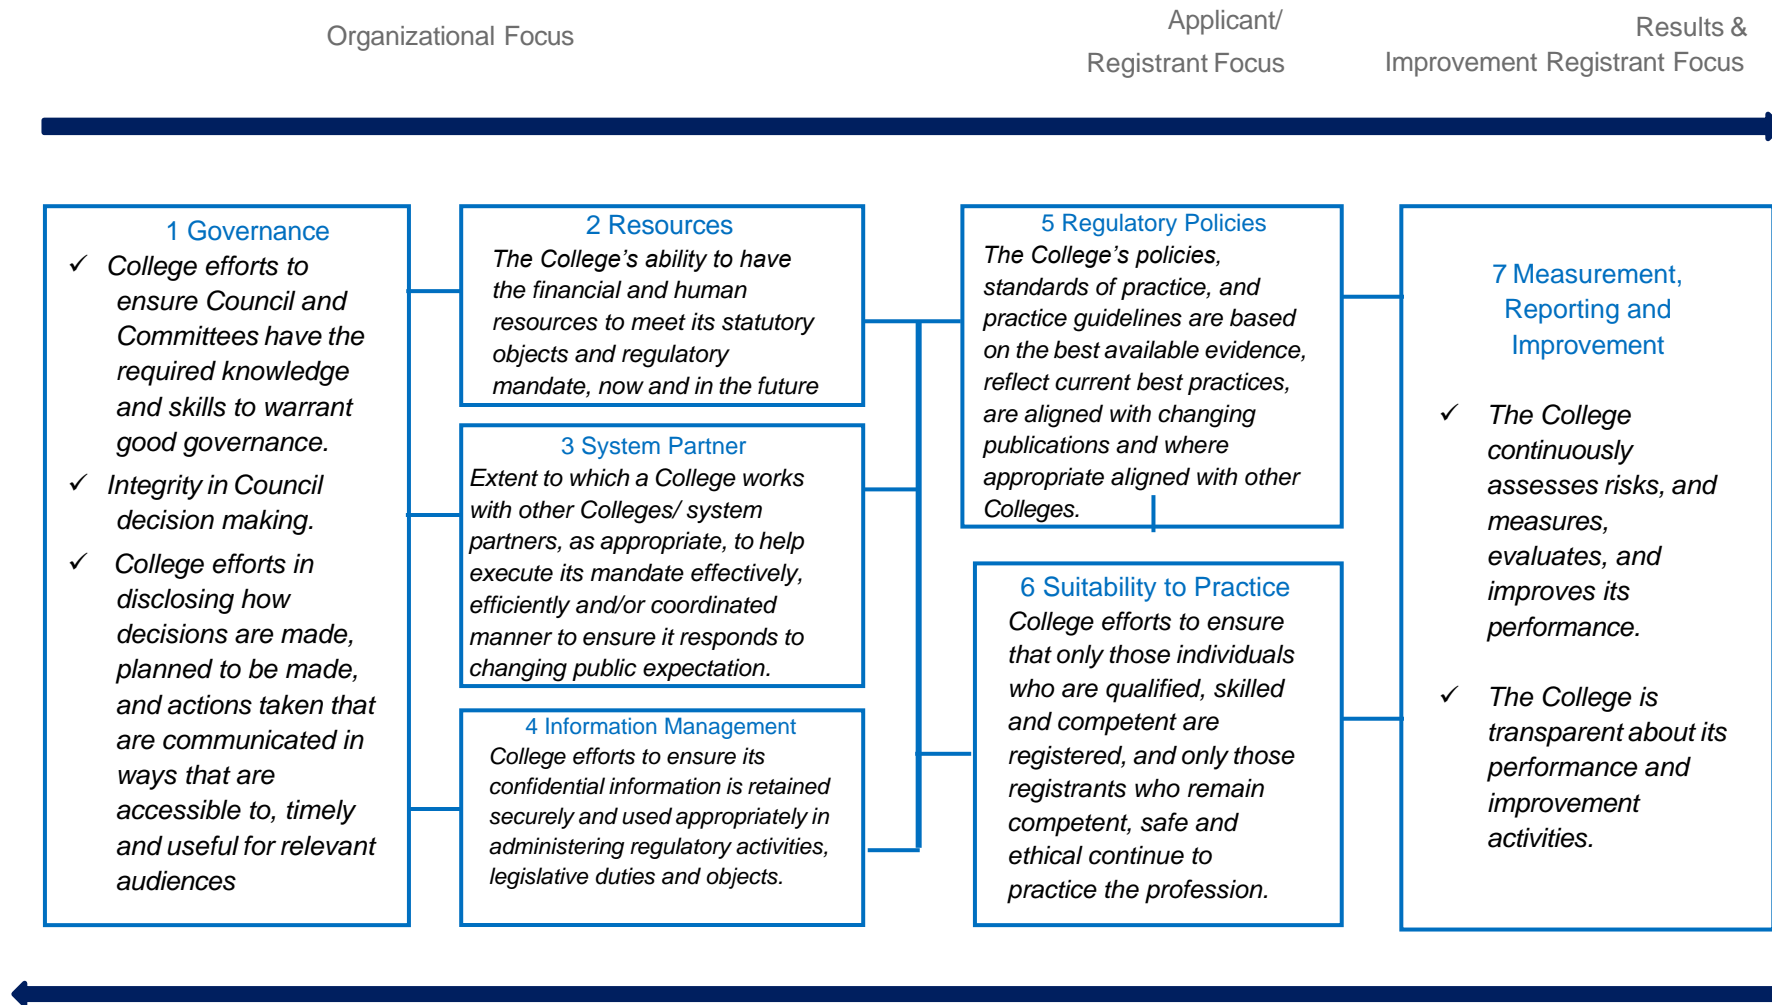 Organizational Focus
Applicant/
Registrant Focus
Results &
Improvement Registrant Focus
1 Governance
✓ College efforts to
ensure Council and
Committees have the
required knowledge
and skills to warrant
good governance.
✓ Integrity in Council
decision making.
✓ College efforts in
disclosing how
decisions are made,
planned to be made,
and actions taken that
are communicated in
ways that are
accessible to, timely
and useful for relevant
audiences
2 Resources
The College’s ability to have
the financial and human
resources to meet its statutory
objects and regulatory
mandate, now and in the future
3 System Partner
Extent to which a College works
with other Colleges/ system
partners, as appropriate, to help
execute its mandate effectively,
efficiently and/or coordinated
manner to ensure it responds to
changing public expectation.
4 Information Management
College efforts to ensure its
confidential information is retained
securely and used appropriately in
administering regulatory activities,
legislative duties and objects.
5 Regulatory Policies
The College’s policies,
standards of practice, and
practice guidelines are based
on the best available evidence,
reflect current best practices,
are aligned with changing
publications and where
appropriate aligned with other
Colleges.
6 Suitability to Practice
College efforts to ensure
that only those individuals
who are qualified, skilled
and competent are
registered, and only those
registrants who remain
competent, safe and
ethical continue to
practice the profession.
7 Measurement,
Reporting and
Improvement
✓ The College
continuously
assesses risks, and
measures,
evaluates, and
improves its
performance.
✓ The College is
transparent about its
performance and
improvement
activities.